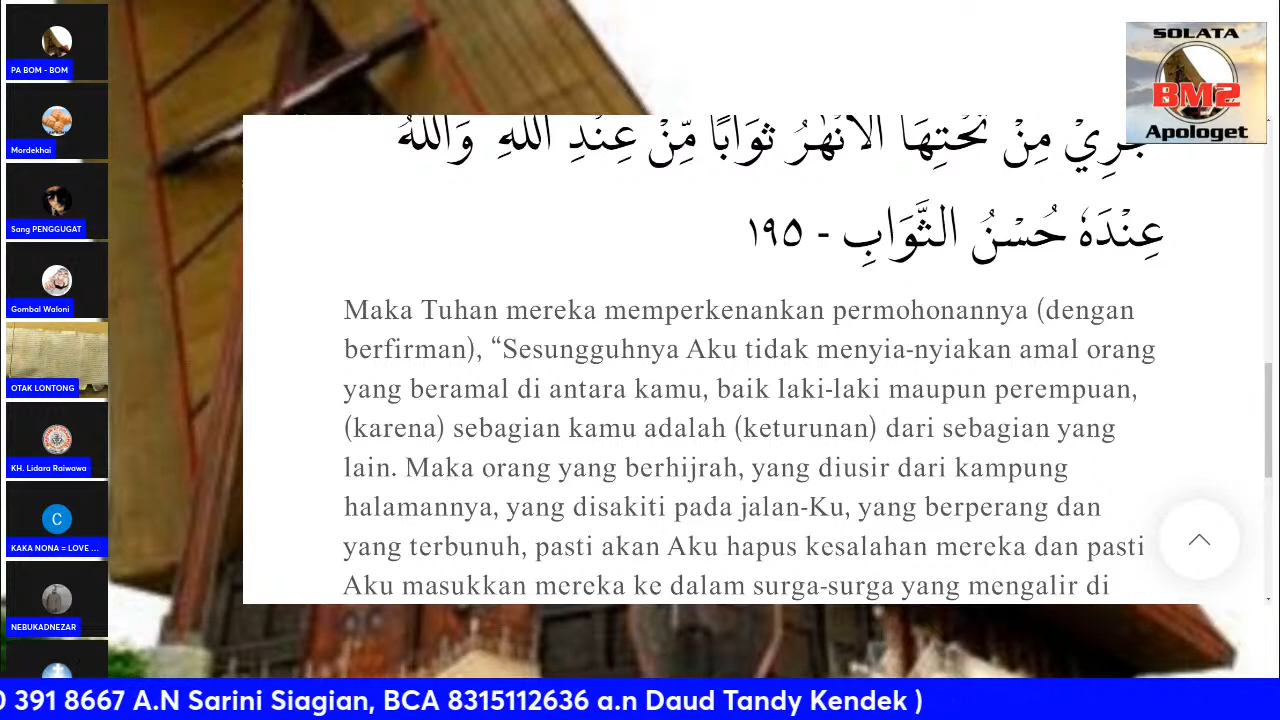 PA BOM - BOM
Mordekhai
Sang PENGGUGAT
Gombal Waloni
OTAK LONTONG
KH. Lidara Raiwawa
C
KAKA NONA = LOVE ...
NEBUKADNEZAR
SOLATA
BM2
Apologet
مِنْ تَحْتِهَا الْاَنْهٰرُ ثَوَابًا مِّنْ عِنْدِ اللّٰهِ وَاللّٰهُ
عِنْدَهٗ حُسْنُ الثَّوَابِ - ١٩٥
Maka Tuhan mereka memperkenankan permohonannya (dengan
berfirman), “Sesungguhnya Aku tidak menyia-nyiakan amal orang
yang beramal di antara kamu, baik laki-laki maupun perempuan,
(karena) sebagian kamu adalah (keturunan) dari sebagian yang
lain. Maka orang yang berhijrah, yang diusir dari kampung
halamannya, yang disakiti pada jalan-Ku, yang berperang dan
yang terbunuh, pasti akan Aku hapus kesalahan mereka dan pasti
Aku masukkan mereka ke dalam surga-surga yang mengalir di
391 8667 A.N Sarini Siagian, BCA 8315112636 a.n Daud Tandy Kendek )